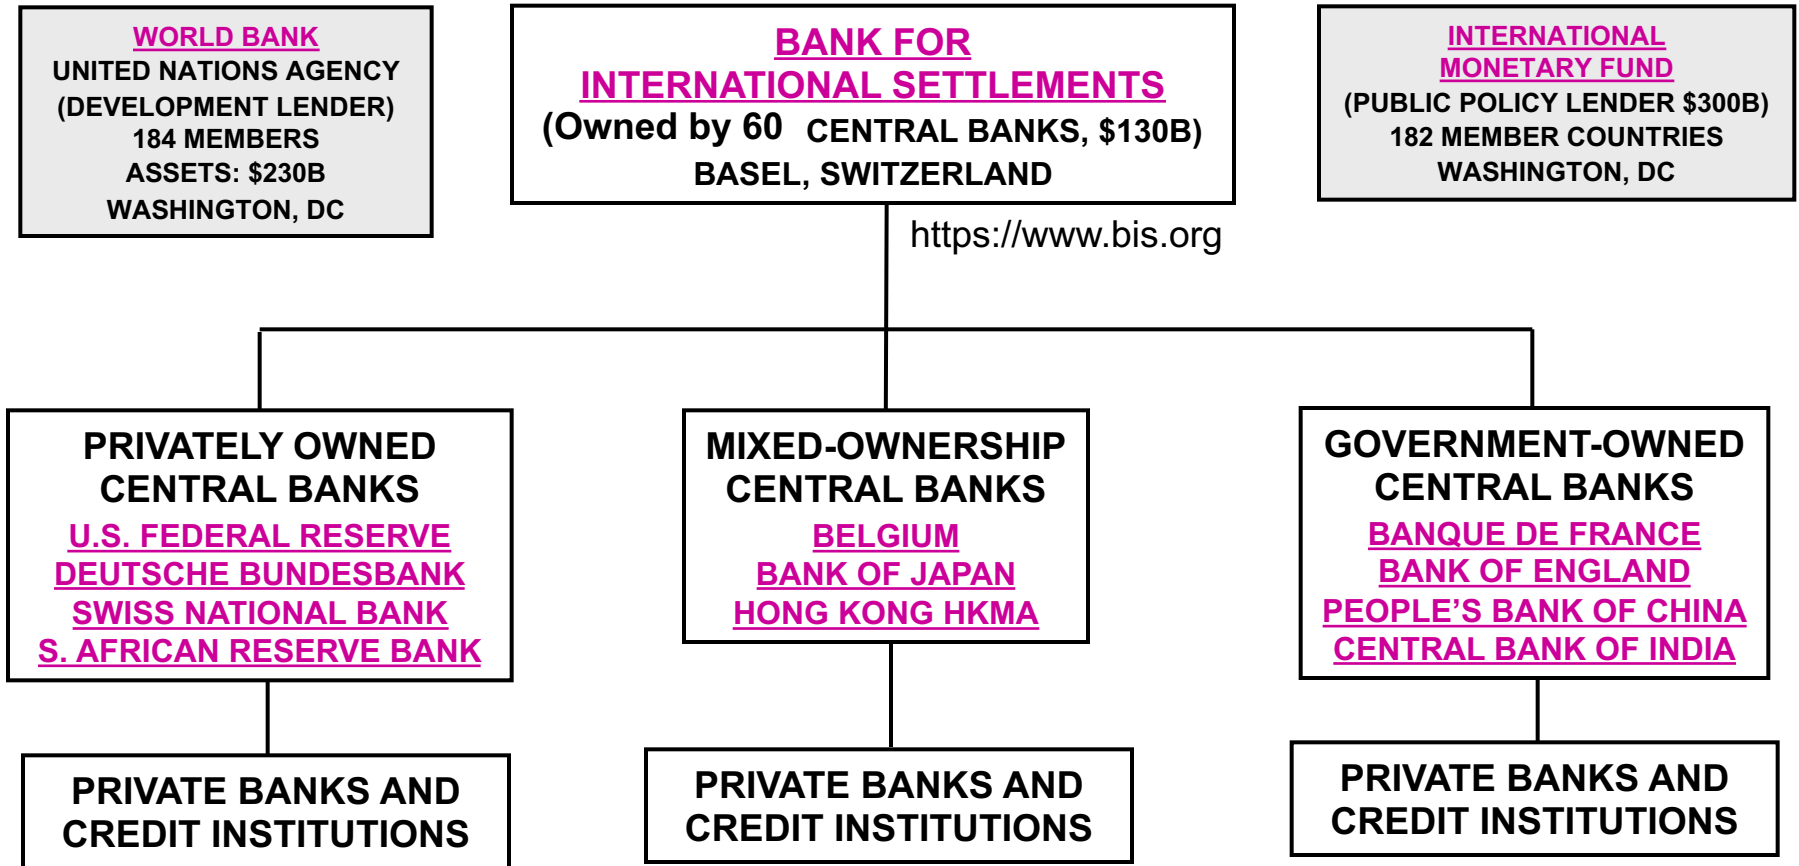 WORLD BANK
UNITED NATIONS AGENCY
(DEVELOPMENT LENDER)
184 MEMBERS
ASSETS: $230B
WASHINGTON, DC
BANK FOR
INTERNATIONAL SETTLEMENTS
(Owned by 60 CENTRAL BANKS, $130B)
BASEL, SWITZERLAND
INTERNATIONAL
MONETARY FUND
(PUBLIC POLICY LENDER $300B)
182 MEMBER COUNTRIES
WASHINGTON, DC
https://www.bis.org
PRIVATELY OWNED
CENTRAL BANKS
U.S. FEDERAL RESERVE
DEUTSCHE BUNDESBANK
SWISS NATIONAL BANK
S. AFRICAN RESERVE BANK
MIXED-OWNERSHIP
CENTRAL BANKS
BELGIUM
BANK OF JAPAN
HONG KONG HKMA
GOVERNMENT-OWNED
CENTRAL BANKS
BANQUE DE FRANCE
BANK OF ENGLAND
PEOPLE’S BANK OF CHINA
CENTRAL BANK OF INDIA
PRIVATE BANKS AND
CREDIT INSTITUTIONS
PRIVATE BANKS AND
CREDIT INSTITUTIONS
PRIVATE BANKS AND
CREDIT INSTITUTIONS